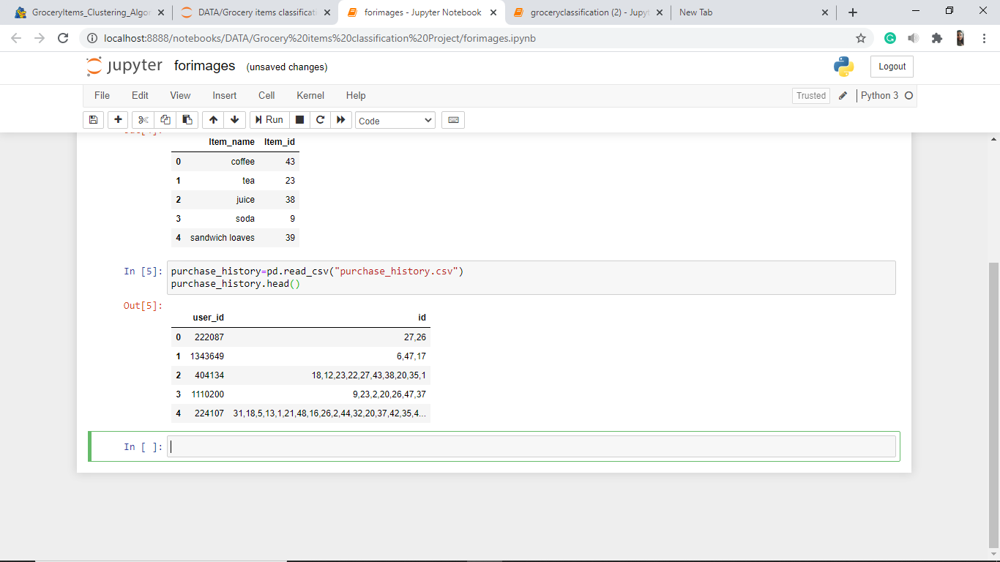 GroceryItems_Clustering_Algor
DATA/Grocery items classificati
forimages - Jupyter Notebook
groceryclassification (2) - Jupyt
New Tab
localhost:8888/notebooks/DATA/Grocery%20items%20classification%20Project/forimages.ipynb
jupyter forimages (unsaved changes)
Logout
File Edit View Insert Cell Kernel Help
Trusted Python 3
Run Code
Item_name Item_id
0 coffee 43
1 tea 23
2 juice 38
3 soda 9
4 sandwich loaves 39
In [5]: purchase_history=pd.read_csv("purchase_history.csv")
purchase_history.head()
Out[5]:
user_id id
0 222087 27,26
1 1343649 6,47,17
2 404134 18,12,23,22,27,43,38,20,35,1
3 1110200 9,23,2,20,26,47,37
4 224107 31,18,5,13,1,21,48,16,26,2,44,32,20,37,42,35,4...
In [ ]: